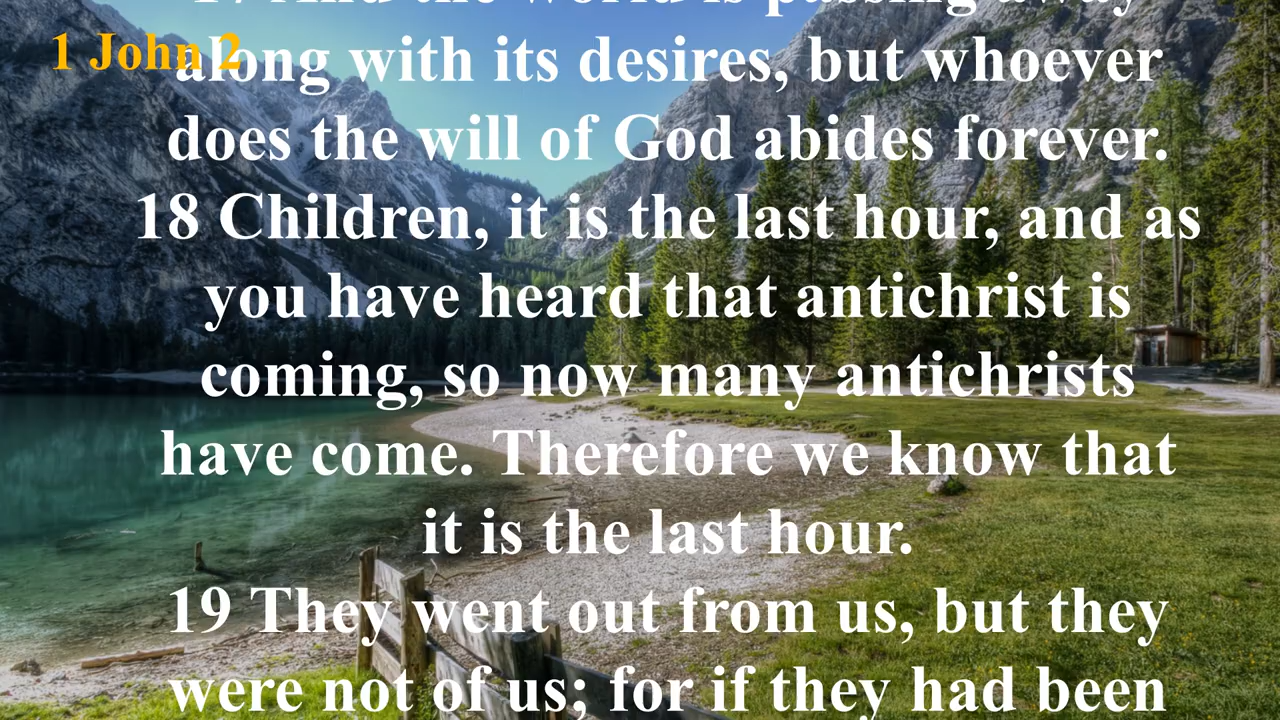 17 And the world is passing away
1 John 2
along with its desires, but whoever
does the will of God abides forever.
18 Children, it is the last hour, and as
you have heard that antichrist is
coming, so now many antichrists
have come. Therefore we know that
it is the last hour.
19 They went out from us, but they
were not of us; for if they had been